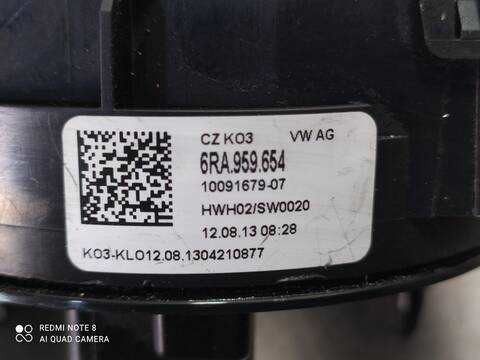 CZ K03 VW AG
6RA.959.654
10091679-07
HWH02/SW0020
12.08.13 08:28
K03-KLO12.08.1304210877
REDMI NOTE 8
AI QUAD CAMERA